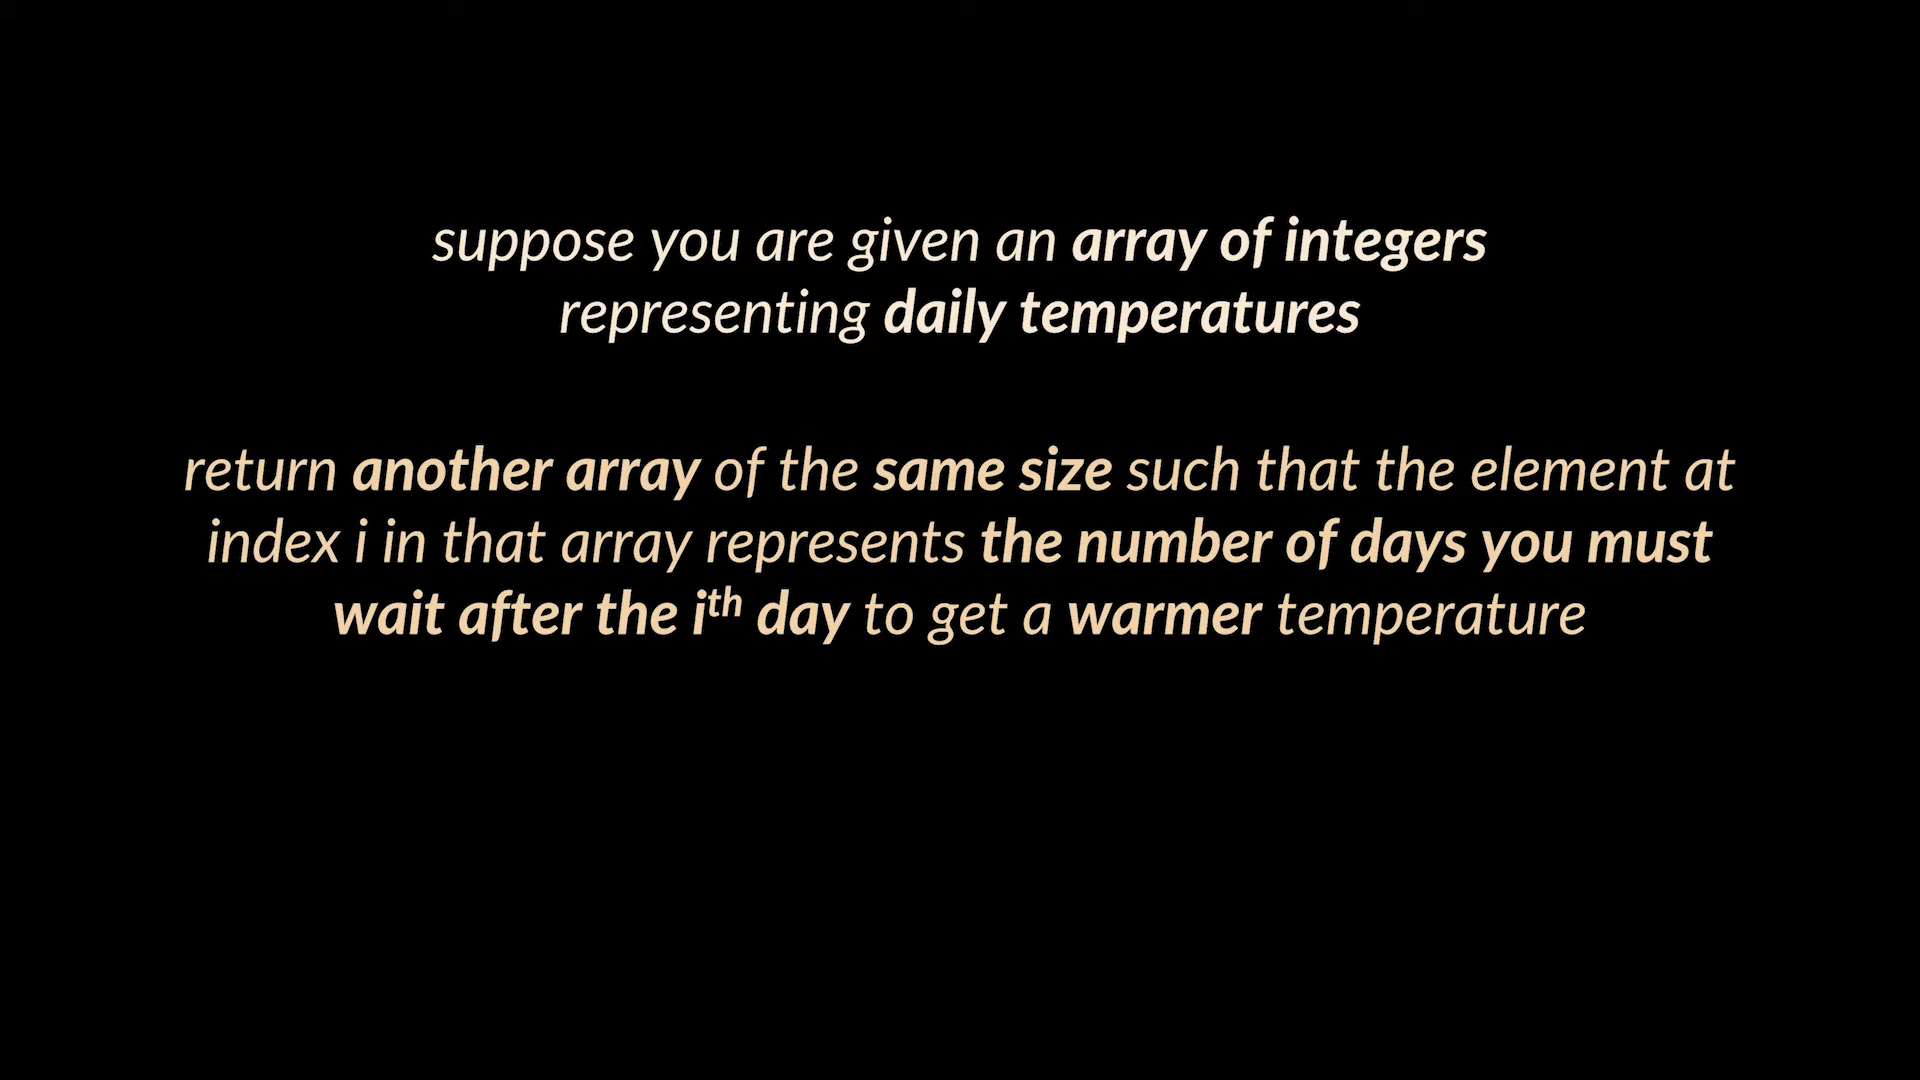 suppose you are given an array of integers
representing daily temperatures
return another array of the same size such that the element at
index i in that array represents the number of days you must
wait after the iᵗʰ day to get a warmer temperature